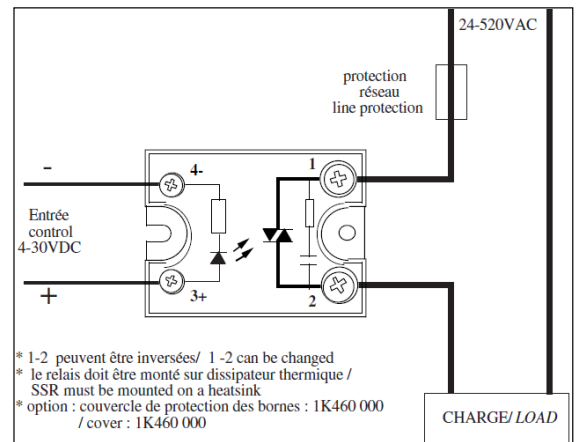 24-520VAC
protection
réseau
line protection
-
4-
1
Entrée
control
4-30VDC
+
3+
2
* 1-2 peuvent être inversées/ 1 -2 can be changed
* le relais doit être monté sur dissipateur thermique /
SSR must be mounted on a heatsink
* option : couvercle de protection des bornes : 1K460 000
/ cover : 1K460 000
CHARGE/ LOAD